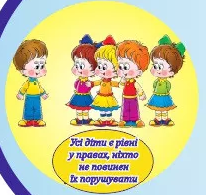 Усі діти є рівні
у правах, ніхто
не повинен
їх порушувати